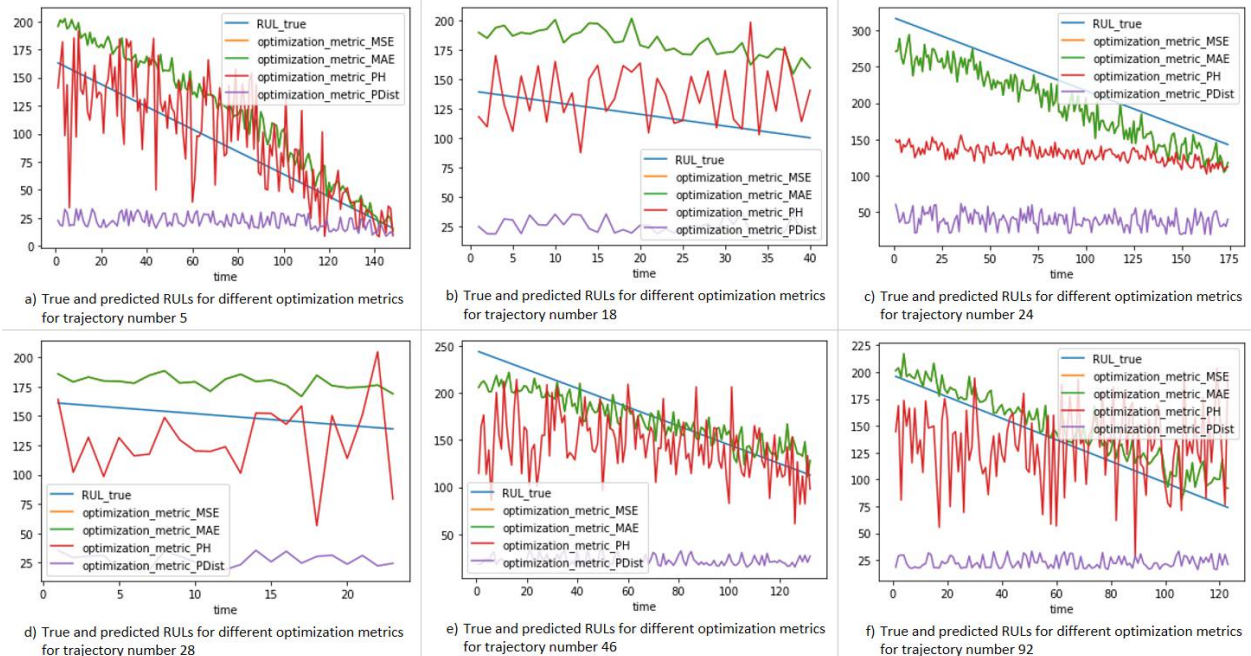 200
175
150
125
100
75
50
25
0
RUL_true
optimization_metric_MSE
optimization_metric_MAE
optimization_metric_PH
optimization_metric_PDist
0 20 40 60 80 100 120 140
time
a) True and predicted RULs for different optimization metrics
for trajectory number 5
200
175
150
125
100
75
50
25
RUL_true
optimization_metric_MSE
optimization_metric_MAE
optimization_metric_PH
optimization_metric_PDist
0 5 10 15 20 25 30 35 40
time
b) True and predicted RULs for different optimization metrics
for trajectory number 18
300
250
200
150
100
50
RUL_true
optimization_metric_MSE
optimization_metric_MAE
optimization_metric_PH
optimization_metric_PDist
0 25 50 75 100 125 150 175
time
c) True and predicted RULs for different optimization metrics
for trajectory number 24
200
175
150
125
100
75
50
25
RUL_true
optimization_metric_MSE
optimization_metric_MAE
optimization_metric_PH
optimization_metric_PDist
0 5 10 15 20
time
d) True and predicted RULs for different optimization metrics
for trajectory number 28
250
200
150
100
50
RUL_true
optimization_metric_MSE
optimization_metric_MAE
optimization_metric_PH
optimization_metric_PDist
0 20 40 60 80 100 120
time
e) True and predicted RULs for different optimization metrics
for trajectory number 46
225
200
175
150
125
100
75
50
25
RUL_true
optimization_metric_MSE
optimization_metric_MAE
optimization_metric_PH
optimization_metric_PDist
0 20 40 60 80 100 120
time
f) True and predicted RULs for different optimization metrics
for trajectory number 92